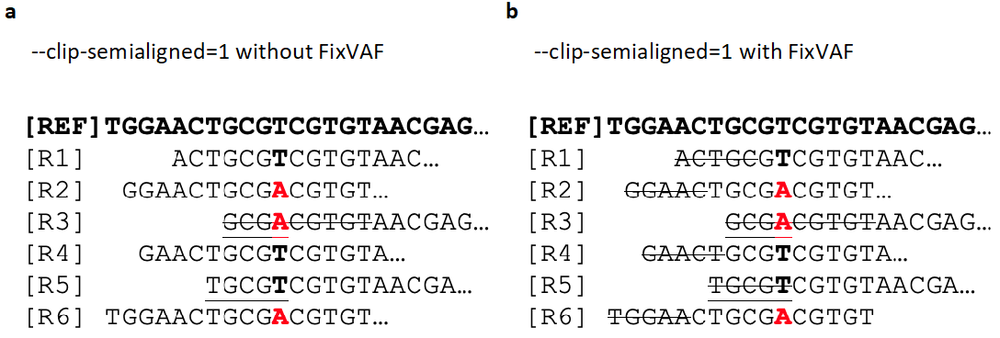 a
--clip-semialigned=1 without FixVAF
[REF]TGGAACTGCGTCGTGTAACGAG…
[R1] ACTGCGTCGTGTAAC…
[R2] GGAACTGCGACGTGT…
[R3] GCGACGTGTAACGAG…
[R4] GAACTGCGTCGTGTA…
[R5] TGCGTCGTGTAACGA…
[R6] TGGAACTGCGACGTGT…
b
--clip-semialigned=1 with FixVAF
[REF]TGGAACTGCGTCGTGTAACGAG…
[R1] ACTGCGTCGTGTAAC…
[R2] GGAACTGCGACGTGT…
[R3] GCGACGTGTAACGAG…
[R4] GAACTGCGTCGTGTA…
[R5] TGCGTCGTGTAACGA…
[R6] TGGAACTGCGACGTGT